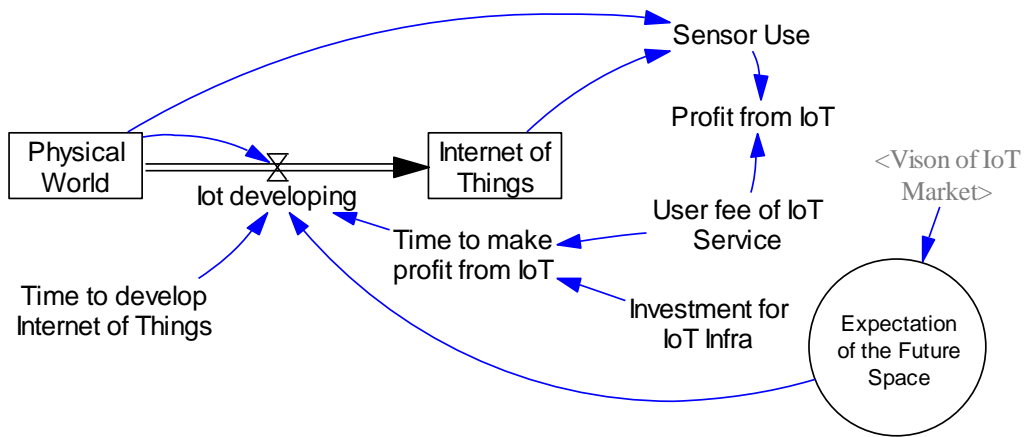 Sensor Use
Profit from IoT
Physical
World
Internet of
Things
Iot developing
<Vison of IoT
Market>
User fee of IoT
Service
Time to make
profit from IoT
Time to develop
Internet of Things
Investment for
IoT Infra
Expectation
of the Future
Space